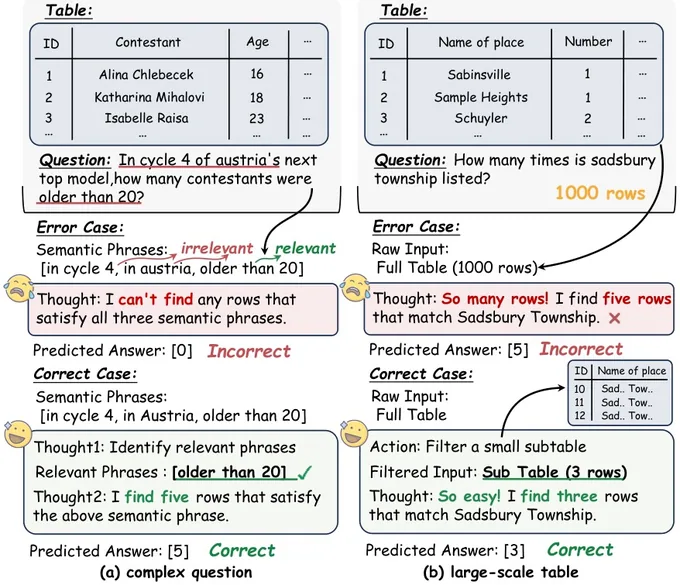 Table:
ID Contestant Age ...
1 Alina Chlebecek 16 ...
2 Katharina Mihalovi 18 ...
3 Isabelle Raisa 23 ...
... ... ... ...
Question: In cycle 4 of austria's next
top model,how many contestants were
older than 20?
Error Case:
Semantic Phrases: irrelevant relevant
[in cycle 4, in austria, older than 20]
Thought: I can't find any rows that
satisfy all three semantic phrases.
Predicted Answer: [0] Incorrect
Correct Case:
Semantic Phrases:
[in cycle 4, in Austria, older than 20]
Thought1: Identify relevant phrases
Relevant Phrases : [older than 20] ✓
Thought2: I find five rows that satisfy
the above semantic phrase.
Predicted Answer: [5] Correct
(a) complex question
Table:
ID Name of place Number ...
1 Sabinsville 1 ...
2 Sample Heights 1 ...
3 Schuyler 2 ...
... ... ... ...
Question: How many times is sadsbury
township listed?
1000 rows
Error Case:
Raw Input:
Full Table (1000 rows)
Thought: So many rows! I find five rows
that match Sadsbury Township. ✗
Predicted Answer: [5] Incorrect
Correct Case:
Raw Input:
Full Table
ID Name of place
10 Sad.. Tow..
11 Sad.. Tow..
12 Sad.. Tow..
Action: Filter a small subtable
Filtered Input: Sub Table (3 rows)
Thought: So easy! I find three rows
that match Sadsbury Township.
Predicted Answer: [3] Correct
(b) large-scale table